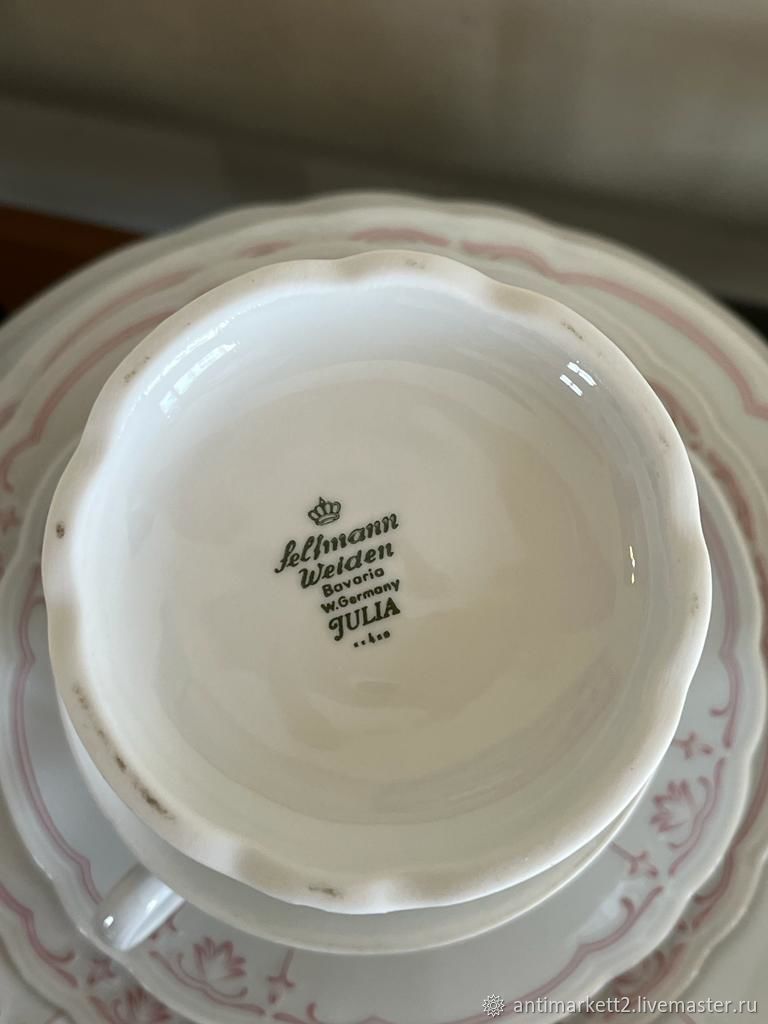 Seltmann
Weiden
Bavaria
W.Germany
JULIA
antimarkett2.livemaster.ru